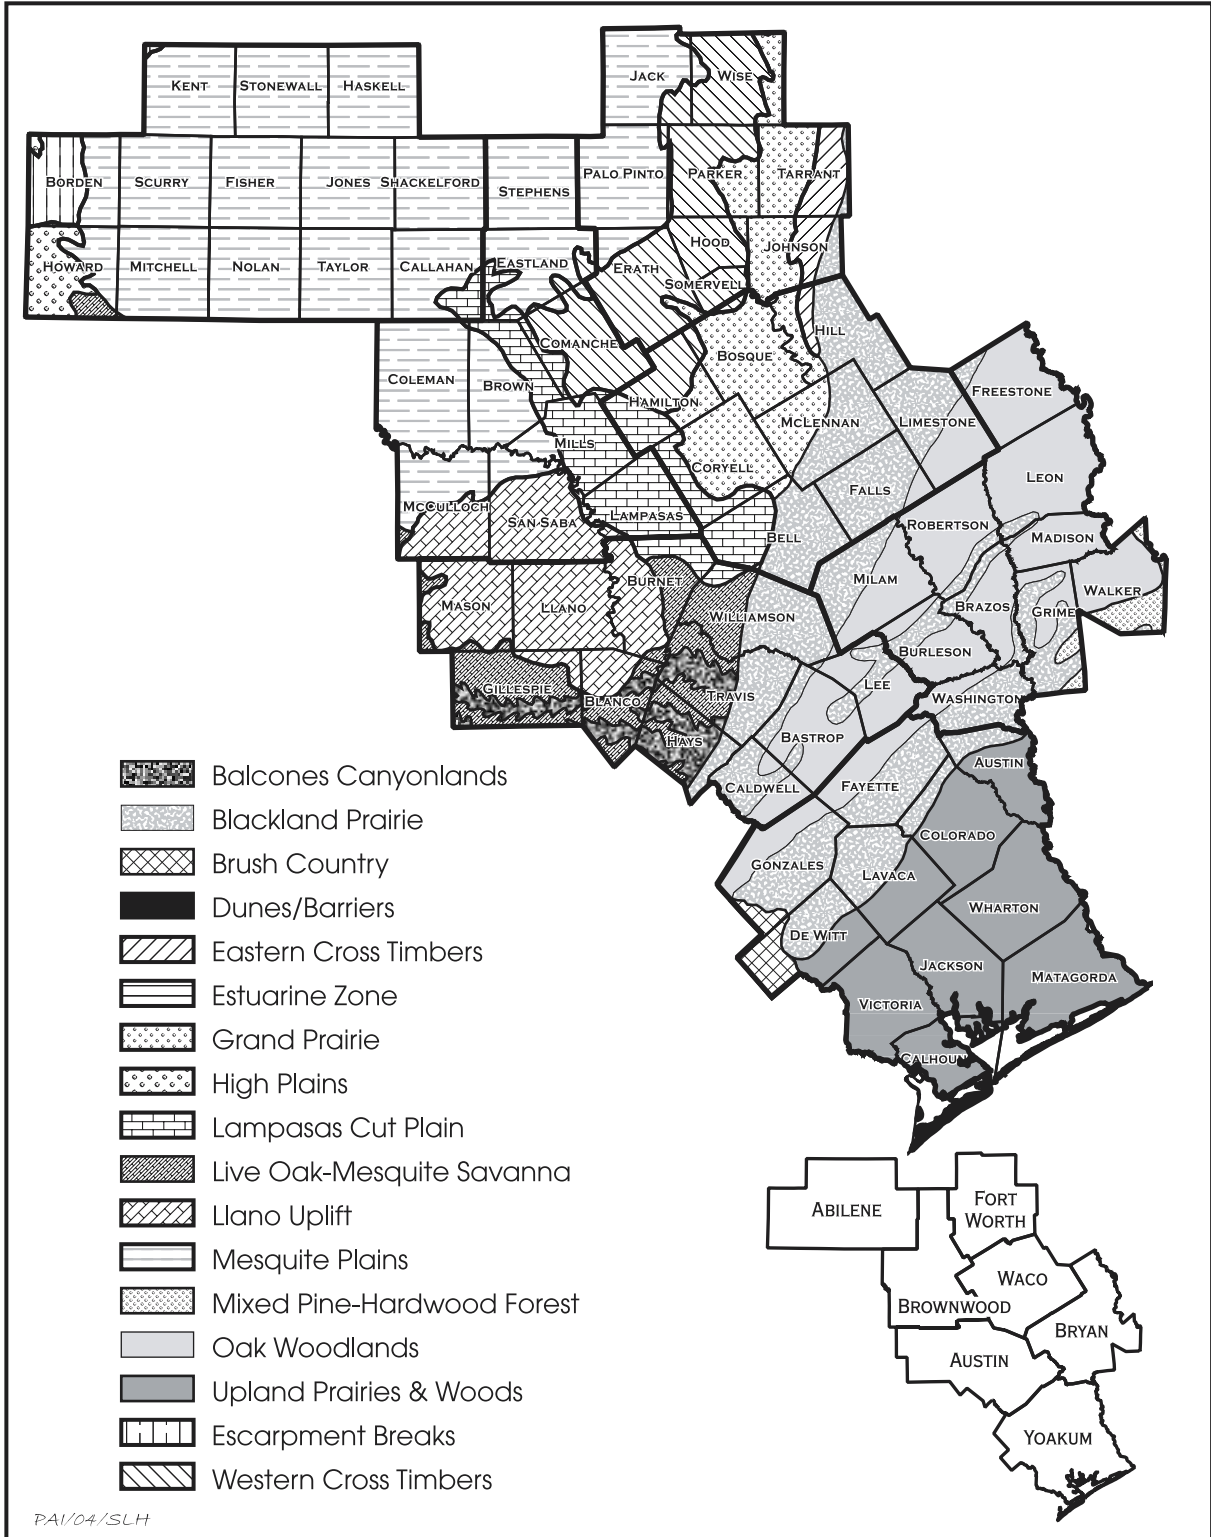 JACK
WISE
KENT
STONEWALL
HASKELL
BORDEN
SCURRY
FISHER
JONES
SHACKELFORD
STEPHENS
PALO PINTO
PARKER
TARRANT
HOWARD
MITCHELL
NOLAN
TAYLOR
CALLAHAN
EASTLAND
ERATH
HOOD
SOMERVELL
JOHNSON
COMANCHE
BOSQUE
HILL
COLEMAN
BROWN
HAMILTON
MCLENNAN
LIMESTONE
FREESTONE
MILLS
CORYELL
FALLS
LEON
MCCULLOCH
SAN SABA
LAMPASAS
BELL
ROBERTSON
MADISON
MASON
LLANO
BURNET
WILLIAMSON
MILAM
BRAZOS
GRIME
WALKER
GILLESPIE
BLANCO
TRAVIS
HAYS
LEE
BURLESON
WASHINGTON
BASTROP
CALDWELL
FAYETTE
AUSTIN
COLORADO
GONZALES
LAVACA
WHARTON
DE WITT
JACKSON
MATAGORDA
VICTORIA
CALHOUN
Balcones Canyonlands
Blackland Prairie
Brush Country
Dunes/Barriers
Eastern Cross Timbers
Estuarine Zone
Grand Prairie
High Plains
Lampasas Cut Plain
Live Oak-Mesquite Savanna
Llano Uplift
Mesquite Plains
Mixed Pine-Hardwood Forest
Oak Woodlands
Upland Prairies & Woods
Escarpment Breaks
Western Cross Timbers
ABILENE
FORT
WORTH
WACO
BROWNWOOD
BRYAN
AUSTIN
YOAKUM
PAI/04/SLH